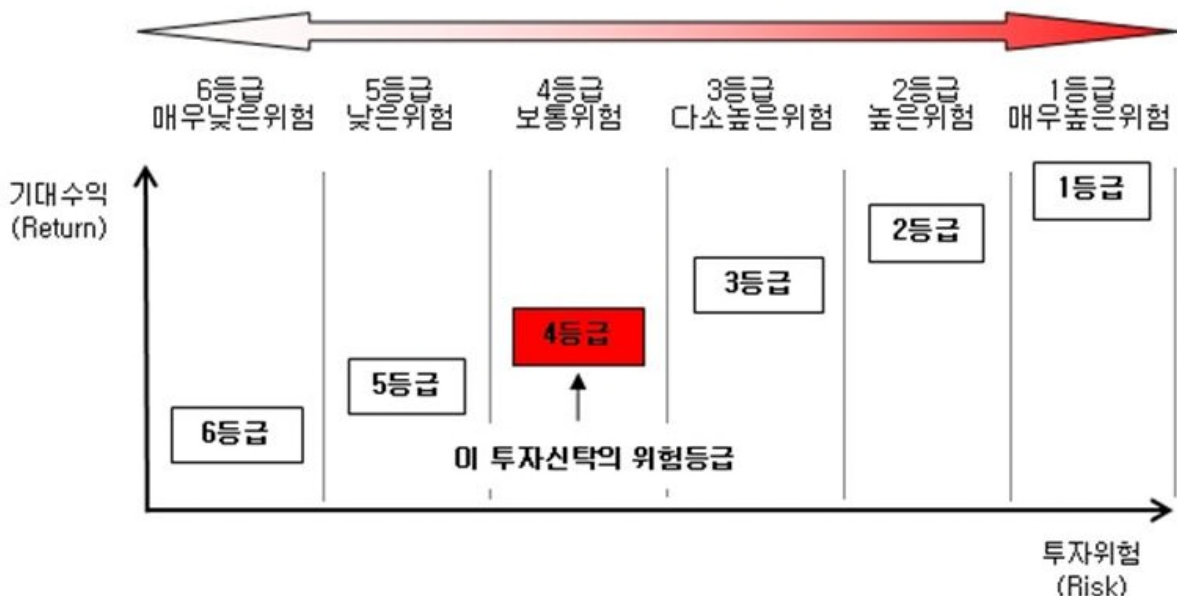 6등급 5등급 4등급 3등급 2등급 1등급
매우낮은위험 낮은위험 보통위험 다소높은위험 높은위험 매우높은위험
기대수익
(Return)
1등급
2등급
3등급
4등급
5등급
6등급
이 투자신탁의 위험등급
투자위험
(Risk)